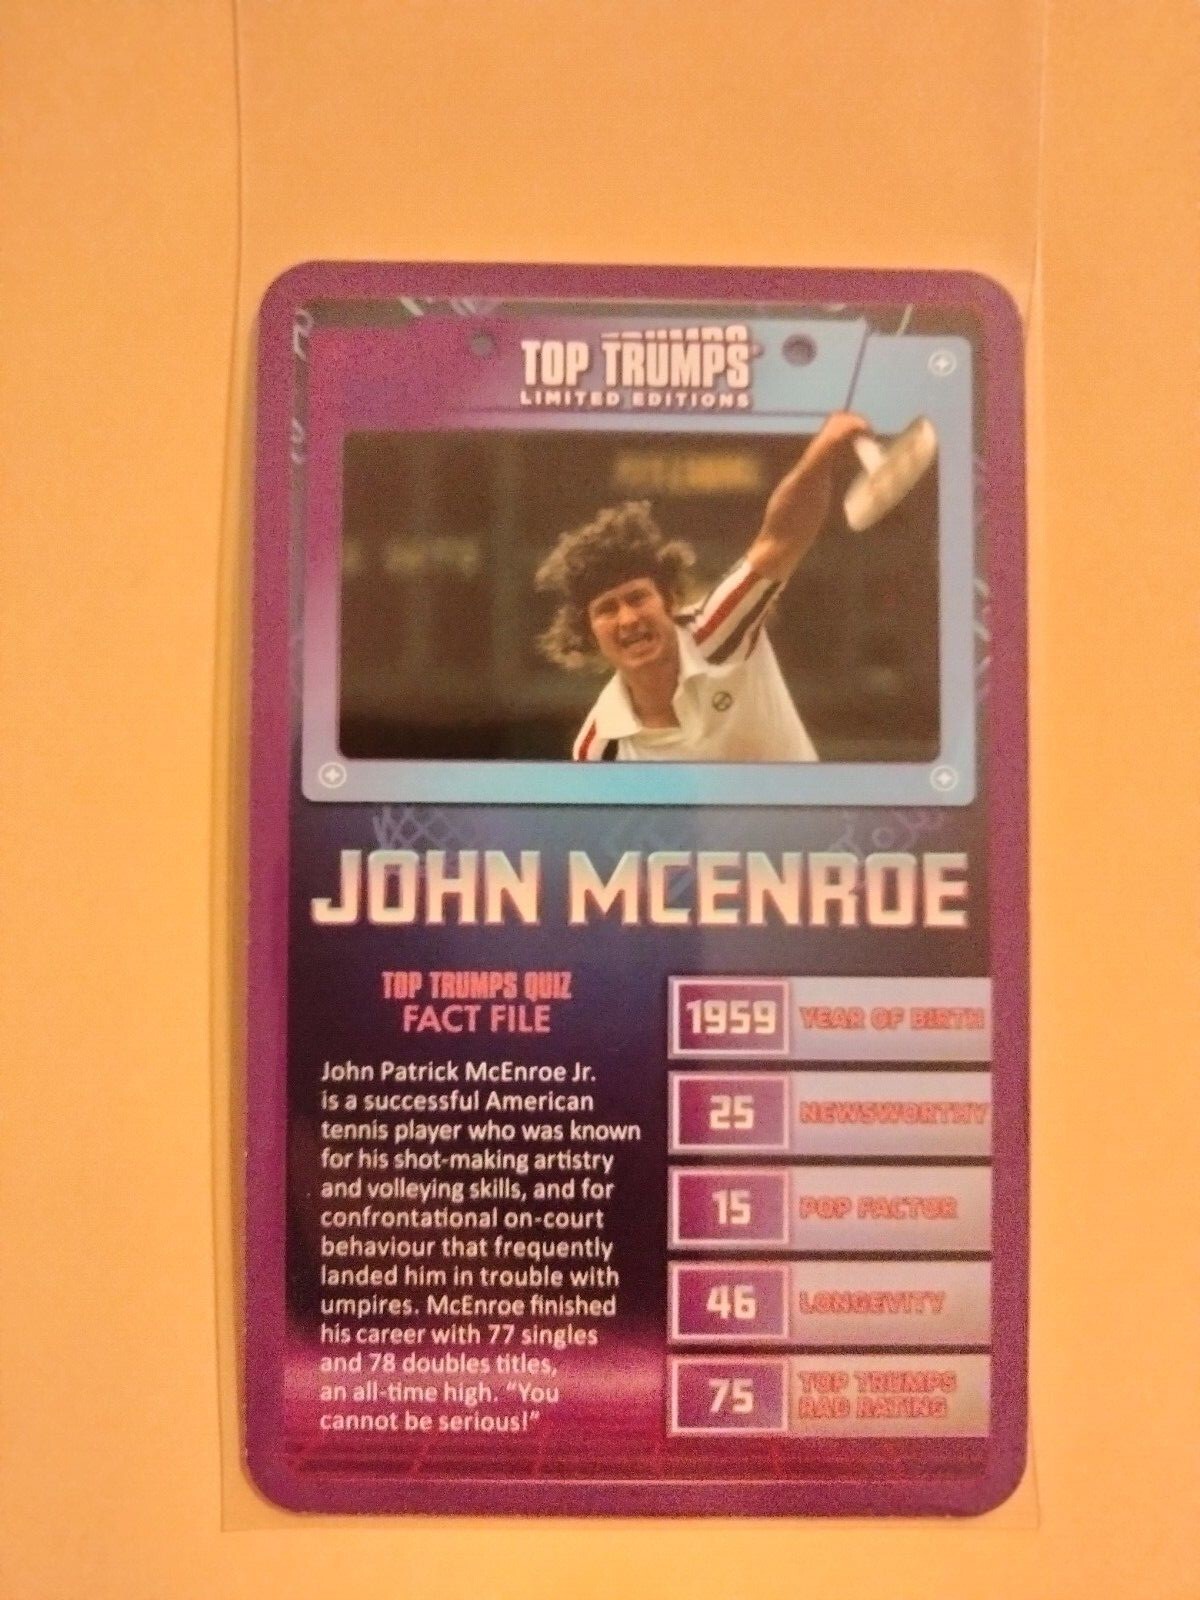 TOP TRUMPS
LIMITED EDITIONS
JOHN MCENROE
TOP TRUMPS QUIZ
FACT FILE
John Patrick McEnroe Jr.
is a successful American
tennis player who was known
for his shot-making artistry
and volleying skills, and for
confrontational on-court
behaviour that frequently
landed him in trouble with
umpires. McEnroe finished
his career with 77 singles
and 78 doubles titles,
an all-time high. "You
cannot be serious!"
1959 YEAR OF BIRTH
25 NEWSWORTHY
15 POP FACTOR
46 LONGEVITY
75 TOP TRUMPS
RAD RATING